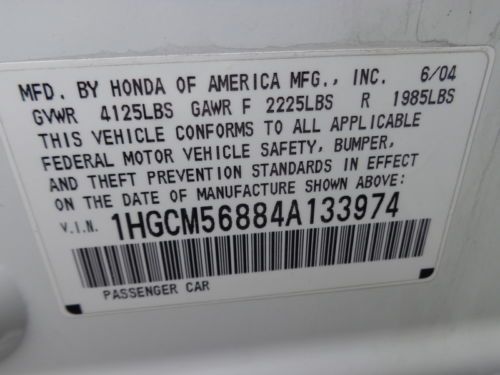 MFD. BY HONDA OF AMERICA MFG., INC. 6/04
GVWR 4125LBS GAWR F 2225LBS R 1985LBS
THIS VEHICLE CONFORMS TO ALL APPLICABLE
FEDERAL MOTOR VEHICLE SAFETY, BUMPER,
AND THEFT PREVENTION STANDARDS IN EFFECT
ON THE DATE OF MANUFACTURE SHOWN ABOVE:
V.I.N. 1HGCM56884A133974
PASSENGER CAR